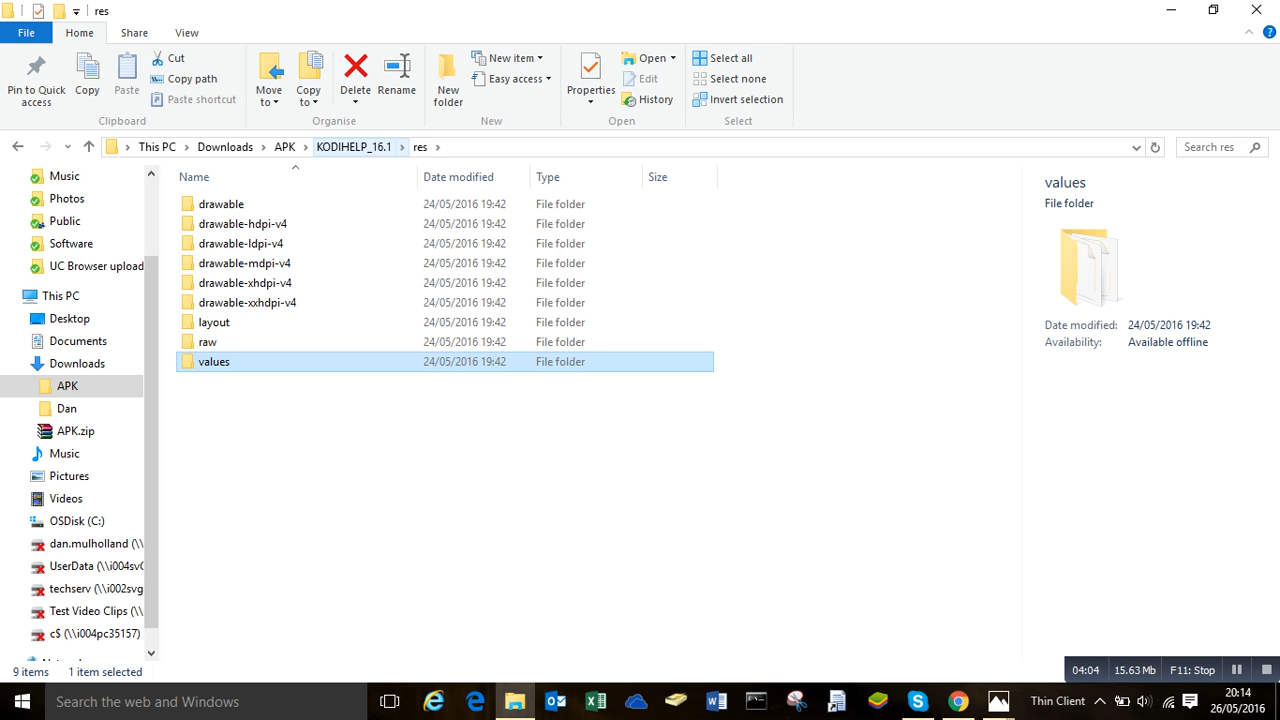 res
File Home Share View
Pin to Quick access
Copy
Paste
Cut
Copy path
Paste shortcut
Clipboard
Move to
Copy to
Delete
Rename
Organise
New folder
New item
Easy access
New
Properties
Open
Edit
History
Open
Select all
Select none
Invert selection
Select
This PC Downloads APK KODIHELP_16.1 res
Search res
Music
Photos
Public
Software
UC Browser upload
This PC
Desktop
Documents
Downloads
APK
Dan
APK.zip
Music
Pictures
Videos
OSDisk (C:)
dan.mulholland (\\
UserData (\\i004sv
techserv (\\i002svg
Test Video Clips (\\
c$ (\\i004pc35157)
Name Date modified Type Size
drawable 24/05/2016 19:42 File folder
drawable-hdpi-v4 24/05/2016 19:42 File folder
drawable-ldpi-v4 24/05/2016 19:42 File folder
drawable-mdpi-v4 24/05/2016 19:42 File folder
drawable-xhdpi-v4 24/05/2016 19:42 File folder
drawable-xxhdpi-v4 24/05/2016 19:42 File folder
layout 24/05/2016 19:42 File folder
raw 24/05/2016 19:42 File folder
values 24/05/2016 19:42 File folder
values
File folder
Date modified: 24/05/2016 19:42
Availability: Available offline
9 items 1 item selected
04:04 15.63 Mb F11: Stop
Search the web and Windows
Thin Client
20:14
26/05/2016